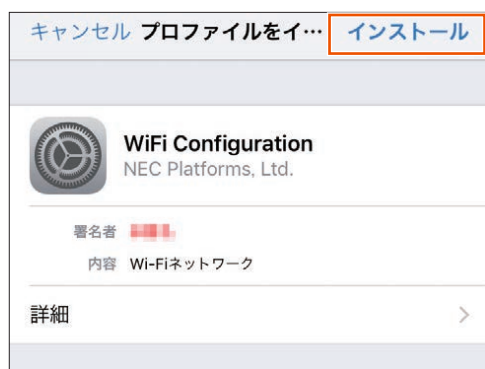 キャンセル プロファイルをイ… インストール
WiFi Configuration
NEC Platforms, Ltd.
署名者
内容 Wi-Fiネットワーク
詳細